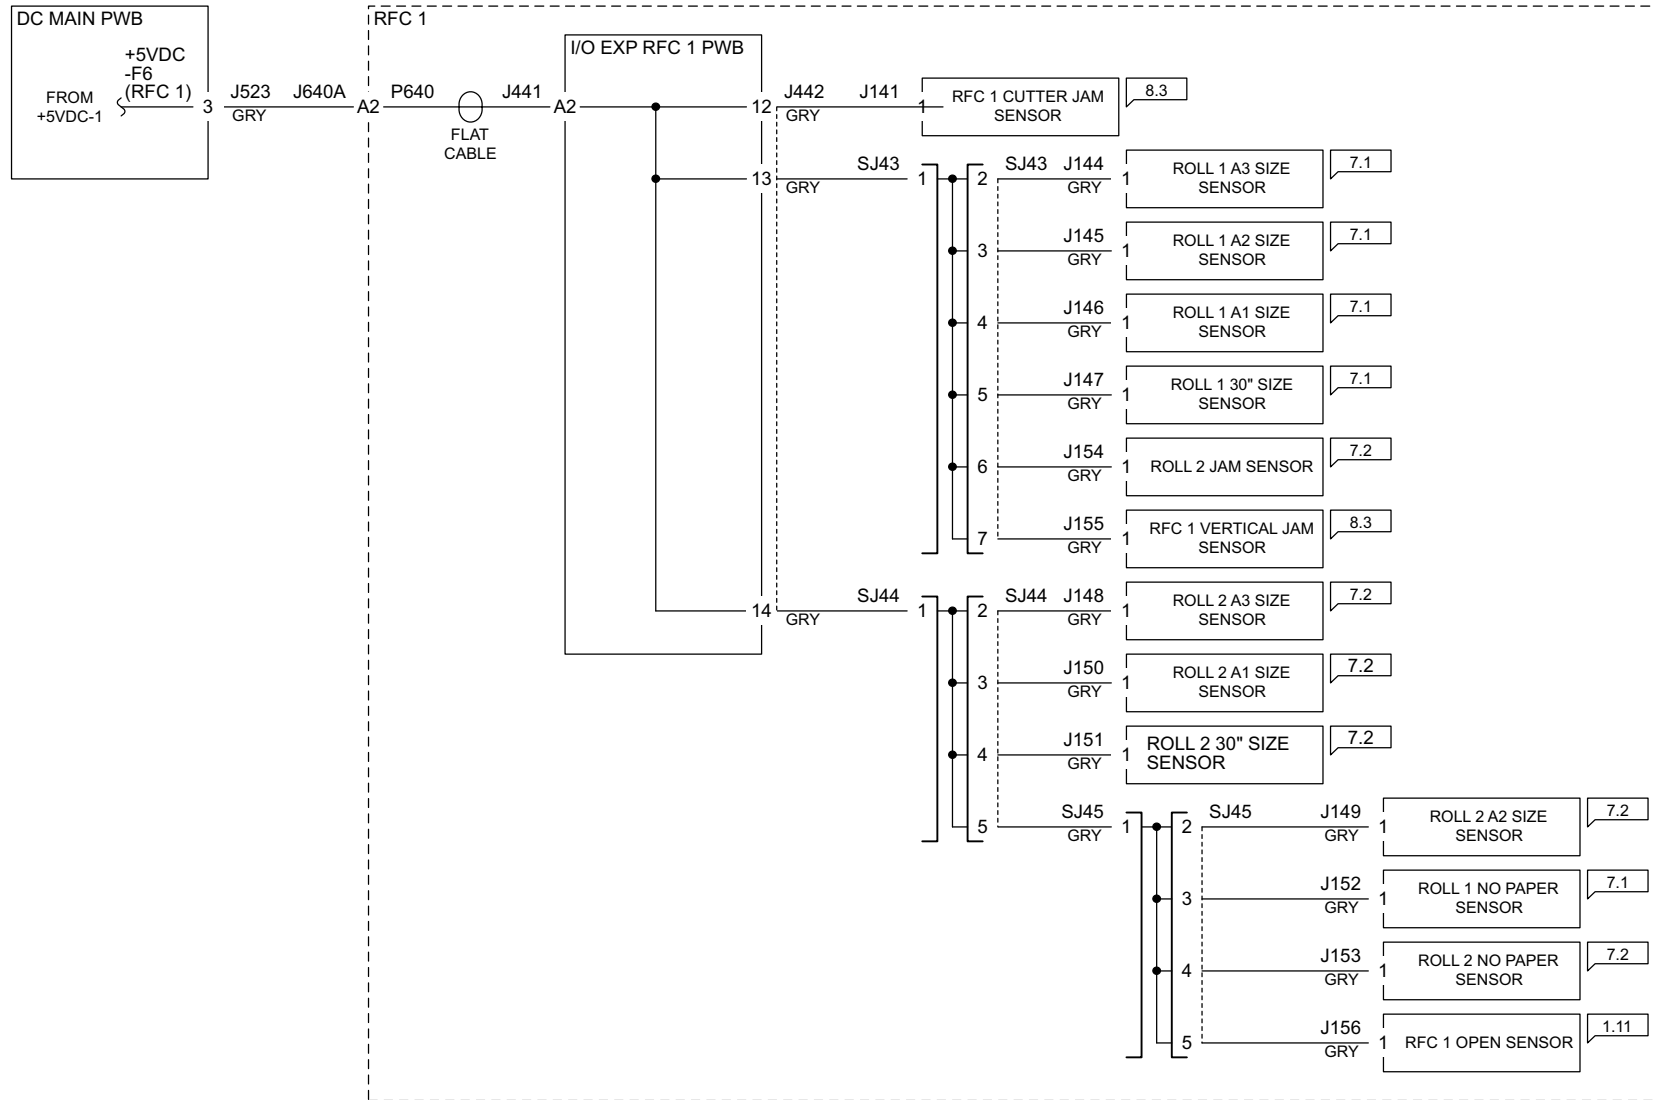 DC MAIN PWB
+5VDC
-F6
(RFC 1)
FROM
+5VDC-1
3
J523
GRY
J640A
RFC 1
A2
P640
FLAT
CABLE
J441
A2
I/O EXP RFC 1 PWB
12
J442
GRY
J141
1
RFC 1 CUTTER JAM
SENSOR
8.3
13
GRY
SJ43
1
2
SJ43
J144
GRY
1
ROLL 1 A3 SIZE
SENSOR
7.1
3
J145
GRY
1
ROLL 1 A2 SIZE
SENSOR
7.1
4
J146
GRY
1
ROLL 1 A1 SIZE
SENSOR
7.1
5
J147
GRY
1
ROLL 1 30" SIZE
SENSOR
7.1
6
J154
GRY
1
ROLL 2 JAM SENSOR
7.2
7
J155
GRY
1
RFC 1 VERTICAL JAM
SENSOR
8.3
14
GRY
SJ44
1
2
SJ44
J148
GRY
1
ROLL 2 A3 SIZE
SENSOR
7.2
3
J150
GRY
1
ROLL 2 A1 SIZE
SENSOR
7.2
4
J151
GRY
1
ROLL 2 30" SIZE
SENSOR
7.2
5
SJ45
GRY
1
2
SJ45
J149
GRY
1
ROLL 2 A2 SIZE
SENSOR
7.2
3
J152
GRY
1
ROLL 1 NO PAPER
SENSOR
7.1
4
J153
GRY
1
ROLL 2 NO PAPER
SENSOR
7.2
5
J156
GRY
1
RFC 1 OPEN SENSOR
1.11